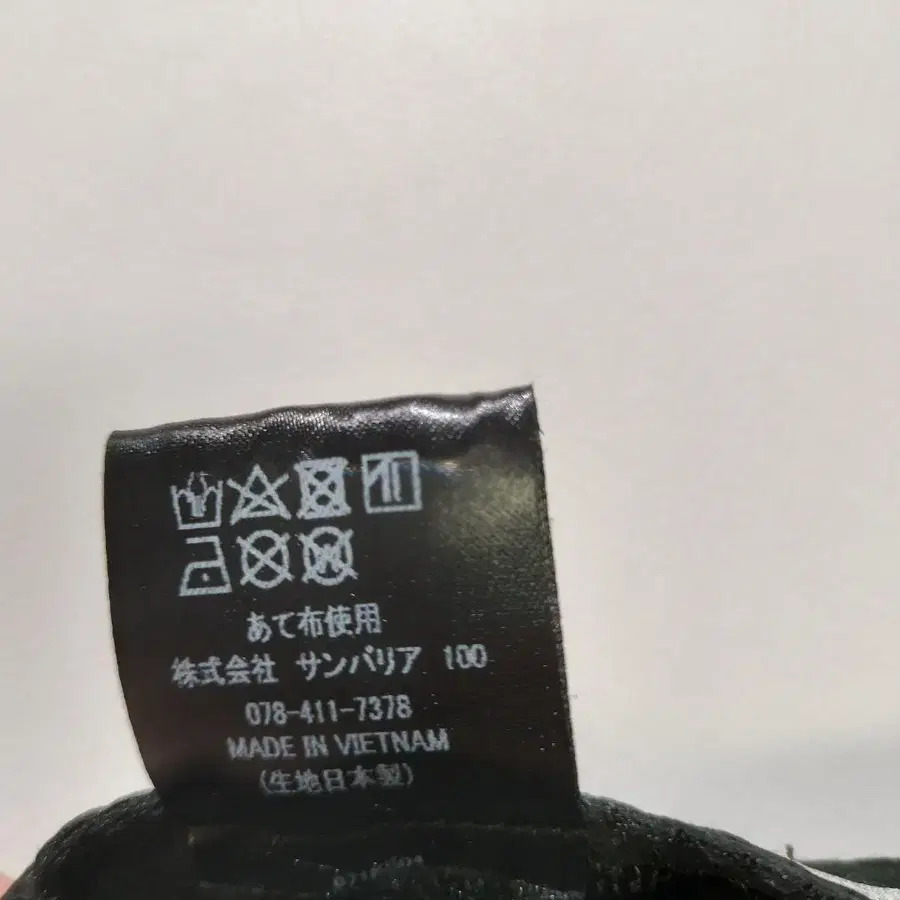 あて布使用
株式会社 サンバリア 100
078-411-7378
MADE IN VIETNAM
(生地日本製)